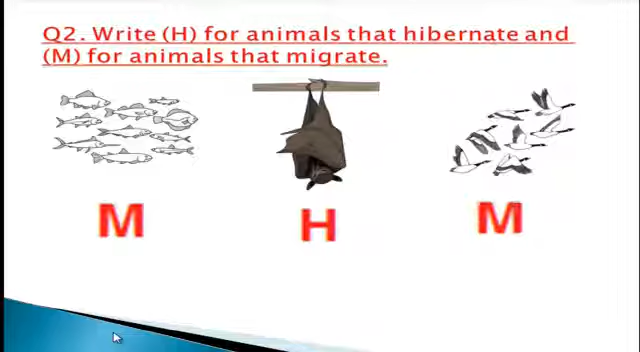 Q2. Write (H) for animals that hibernate and
(M) for animals that migrate.
M H M